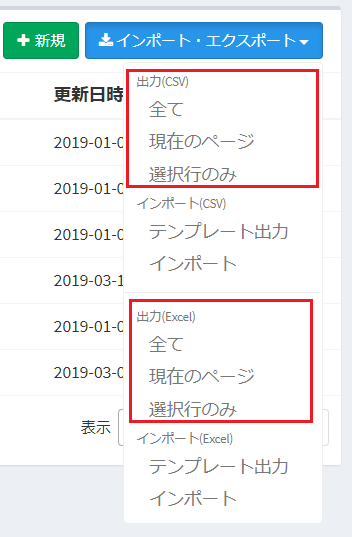 新規 インポート・エクスポート
更新日時
出力(CSV)
全て
2019-01-0
現在のページ
選択行のみ
2019-01-0
インポート(CSV)
テンプレート出力
2019-01-0
インポート
2019-03-1
出力(Excel)
2019-01-0
全て
現在のページ
2019-03-0
選択行のみ
表示
インポート(Excel)
テンプレート出力
インポート